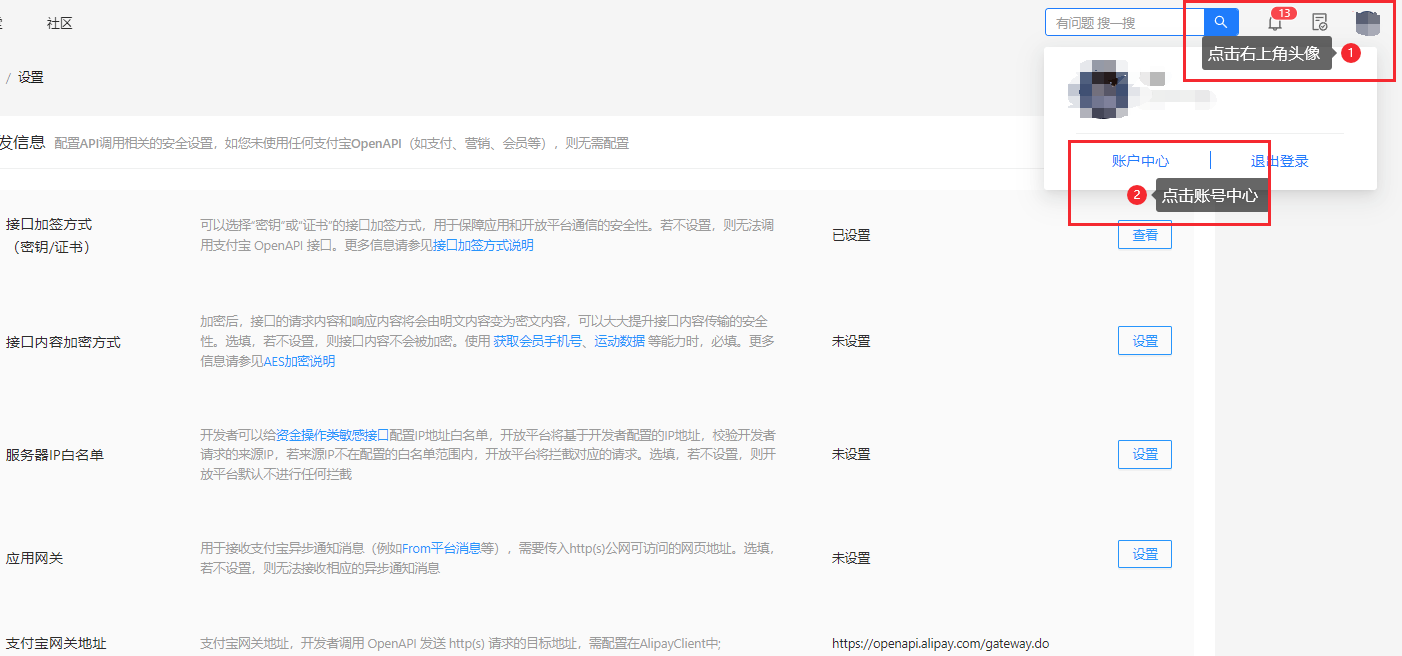 社区
有问题 搜一搜
13
点击右上角头像
1
/ 设置
发信息 配置API调用相关的安全设置，如您未使用任何支付宝OpenAPI（如支付、营销、会员等），则无需配置
账户中心
退出登录
2
点击账号中心
接口加签方式
（密钥/证书）
可以选择“密钥”或“证书”的接口加签方式，用于保障应用和开放平台通信的安全性。若不设置，则无法调
用支付宝 OpenAPI 接口。更多信息请参见接口加签方式说明
已设置
查看
接口内容加密方式
加密后，接口的请求内容和响应内容将会由明文内容变为密文内容，可以大大提升接口内容传输的安全
性。选填，若不设置，则接口内容不会被加密。使用 获取会员手机号、运动数据 等能力时，必填。更多
信息请参见AES加密说明
未设置
设置
服务器IP白名单
开发者可以给资金操作类敏感接口配置IP地址白名单，开放平台将基于开发者配置的IP地址，校验开发者
请求的来源IP，若来源IP不在配置的白名单范围内，开放平台将拦截对应的请求。选填，若不设置，则开
放平台默认不进行任何拦截
未设置
设置
应用网关
用于接收支付宝异步通知消息（例如From平台消息等），需要传入http(s)公网可访问的网页地址。选填，
若不设置，则无法接收相应的异步通知消息
未设置
设置
支付宝网关地址
支付宝网关地址，开发者调用 OpenAPI 发送 http(s) 请求的目标地址，需配置在AlipayClient中;
https://openapi.alipay.com/gateway.do